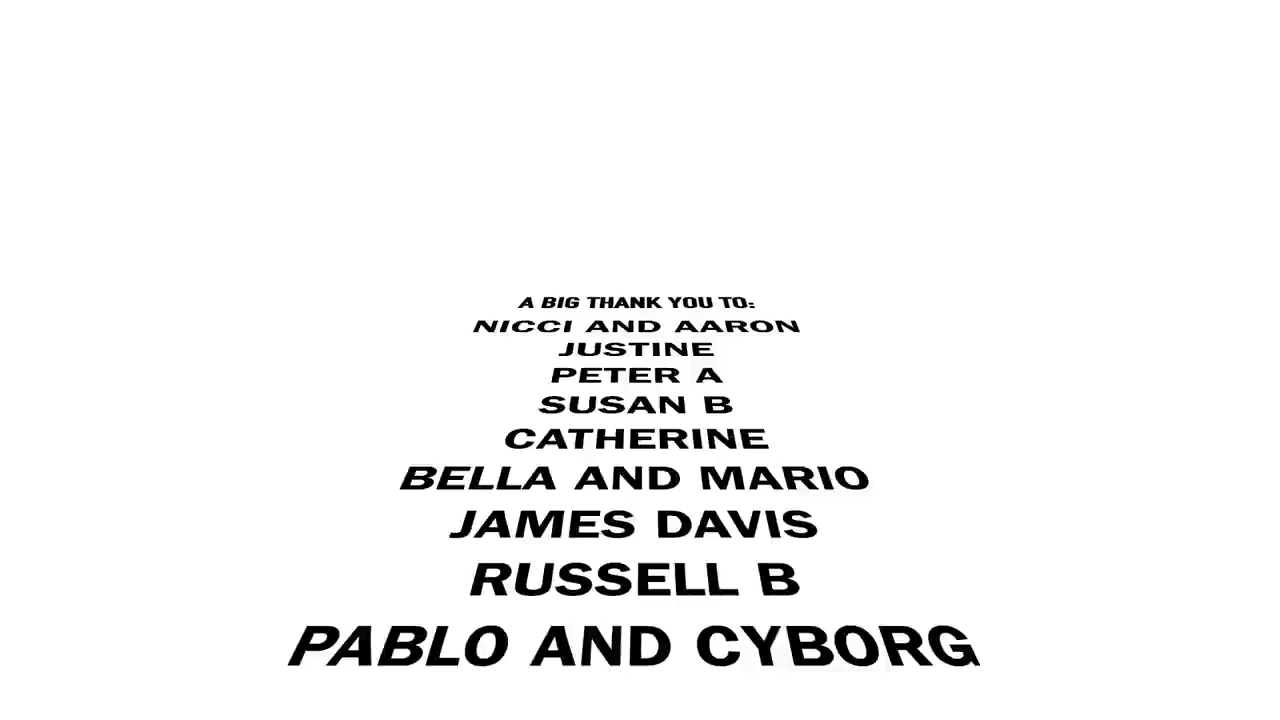 A BIG THANK YOU TO:
NICCI AND AARON
JUSTINE
PETER A
SUSAN B
CATHERINE
BELLA AND MARIO
JAMES DAVIS
RUSSELL B
PABLO AND CYBORG